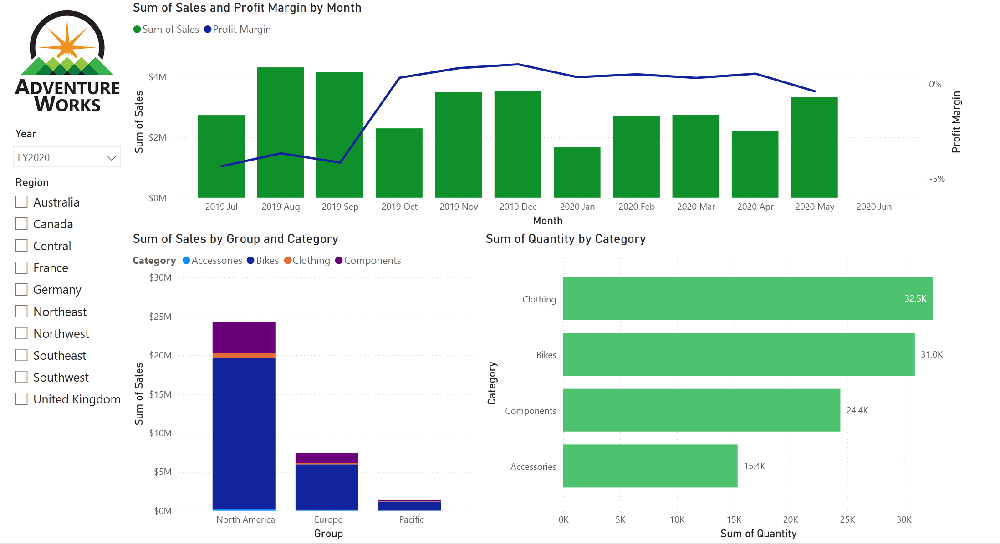 ADVENTURE
WORKS
Year
FY2020
Region
Australia
Canada
Central
France
Germany
Northeast
Northwest
Southeast
Southwest
United Kingdom
Sum of Sales and Profit Margin by Month
Sum of Sales Profit Margin
Sum of Sales
$4M
$2M
$0M
0%
-5%
Profit Margin
2019 Jul 2019 Aug 2019 Sep 2019 Oct 2019 Nov 2019 Dec 2020 Jan 2020 Feb 2020 Mar 2020 Apr 2020 May 2020 Jun
Month
Sum of Sales by Group and Category
Category Accessories Bikes Clothing Components
Sum of Sales
$30M
$25M
$20M
$15M
$10M
$5M
$0M
North America Europe Pacific
Group
Sum of Quantity by Category
Category
Clothing 32.5K
Bikes 31.0K
Components 24.4K
Accessories 15.4K
0K 5K 10K 15K 20K 25K 30K
Sum of Quantity